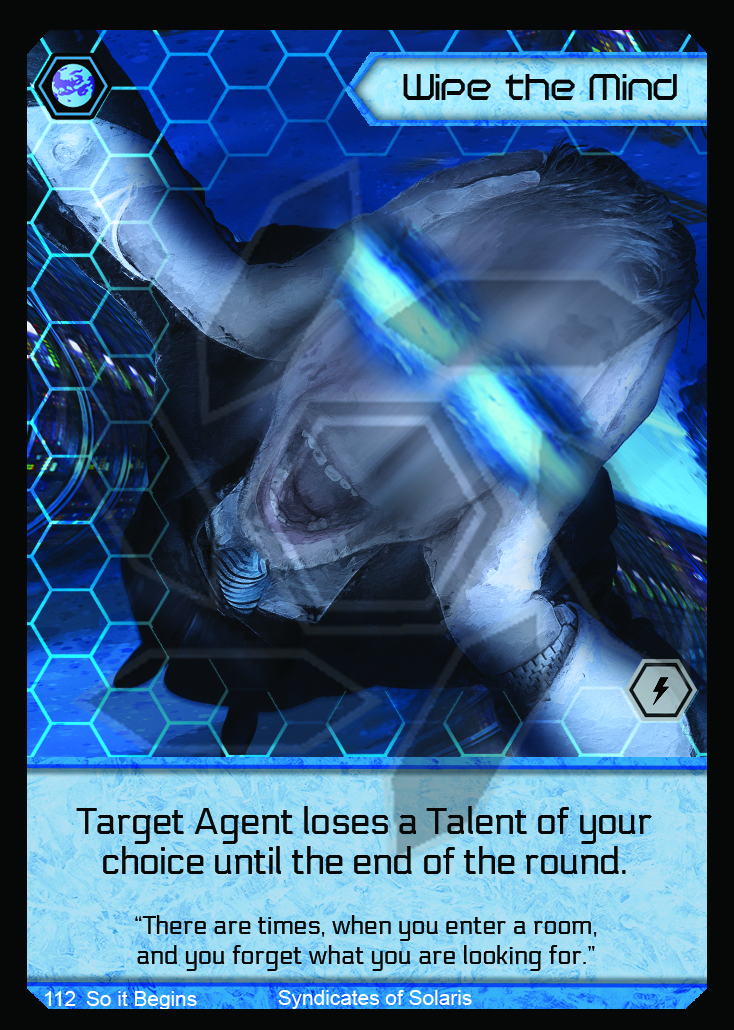 Wipe the Mind
Target Agent loses a Talent of your
choice until the end of the round.
“There are times, when you enter a room,
and you forget what you are looking for.”
112 So it Begins Syndicates of Solaris